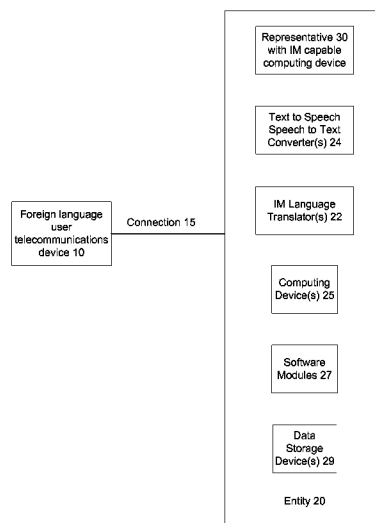 Representative 30
with IM capable
computing device
Text to Speech
Speech to Text
Converter(s) 24
IM Language
Translator(s) 22
Foreign language
user
telecommunications
device 10
Connection 15
Computing
Device(s) 25
Software
Modules 27
Data
Storage
Device(s) 29
Entity 20